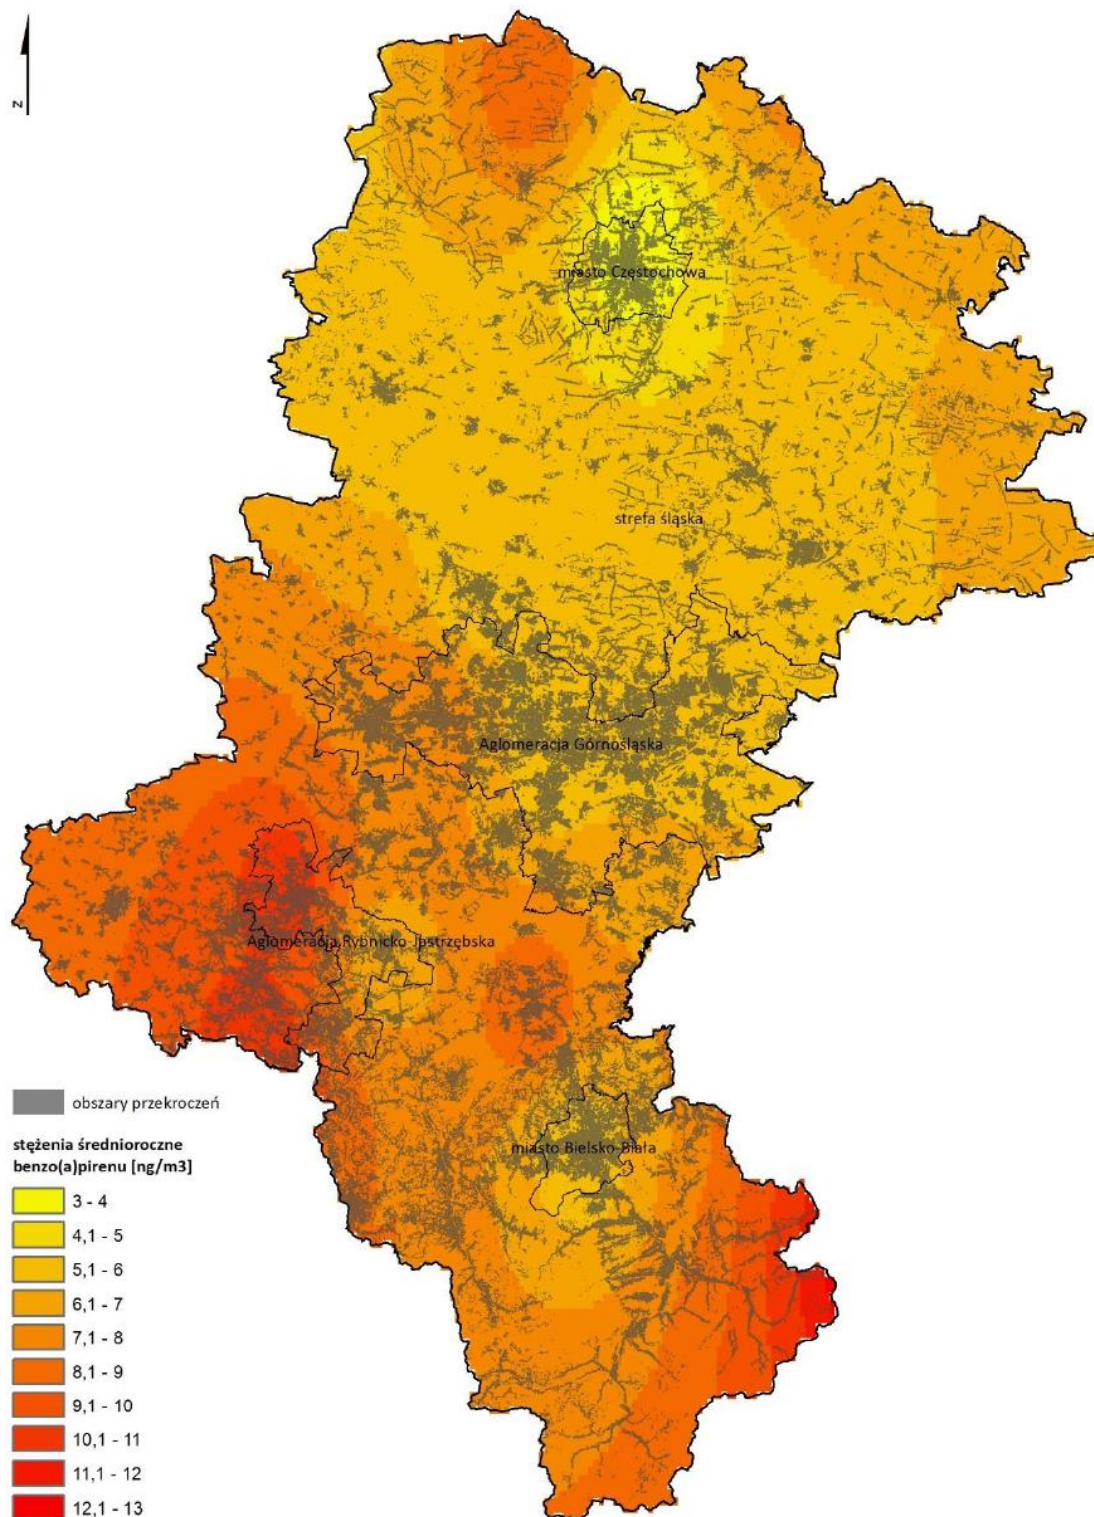 N
miasto Częstochowa
strefa śląska
Aglomeracja Górnośląska
Aglomeracja Rybnicko-Jastrzębska
miasto Bielsko-Biała
obszary przekroczeń
stężenia średnioroczne
benzo(a)pirenu [ng/m3]
3 - 4
4,1 - 5
5,1 - 6
6,1 - 7
7,1 - 8
8,1 - 9
9,1 - 10
10,1 - 11
11,1 - 12
12,1 - 13